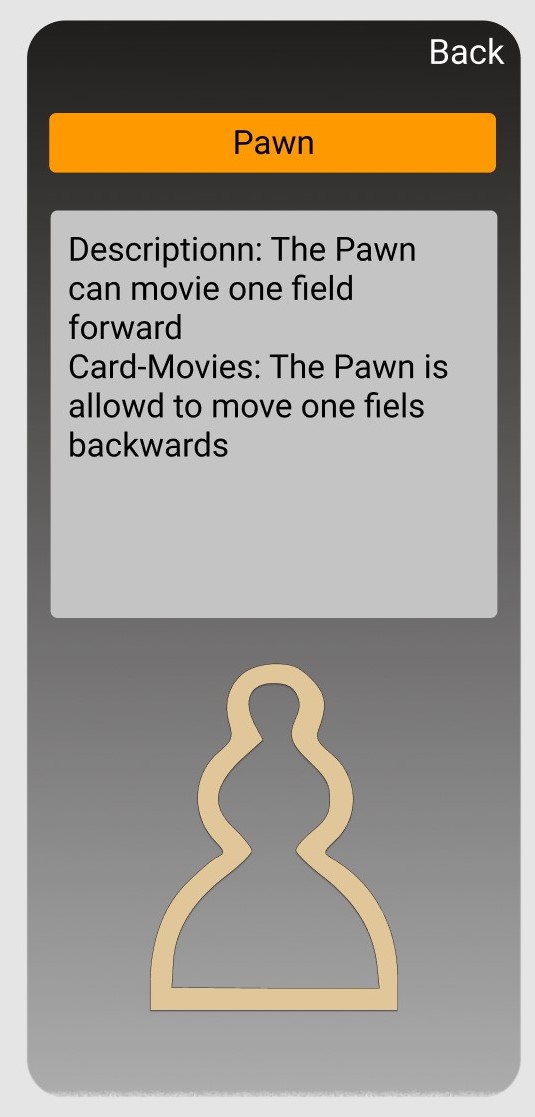 Back
Pawn
Descriptionn: The Pawn
can movie one field
forward
Card-Movies: The Pawn is
allowd to move one fiels
backwards